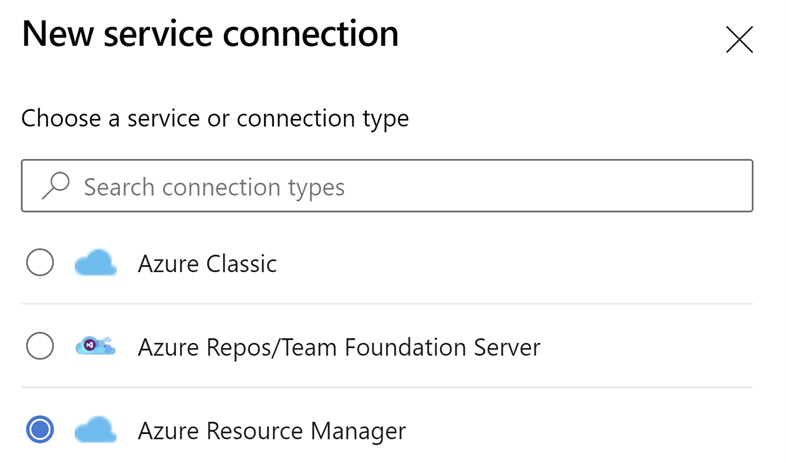 New service connection
Choose a service or connection type
Search connection types
Azure Classic
Azure Repos/Team Foundation Server
Azure Resource Manager